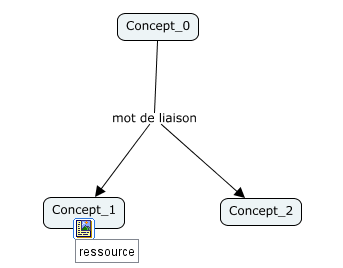 Concept_0
mot de liaison
Concept_1
Concept_2
ressource